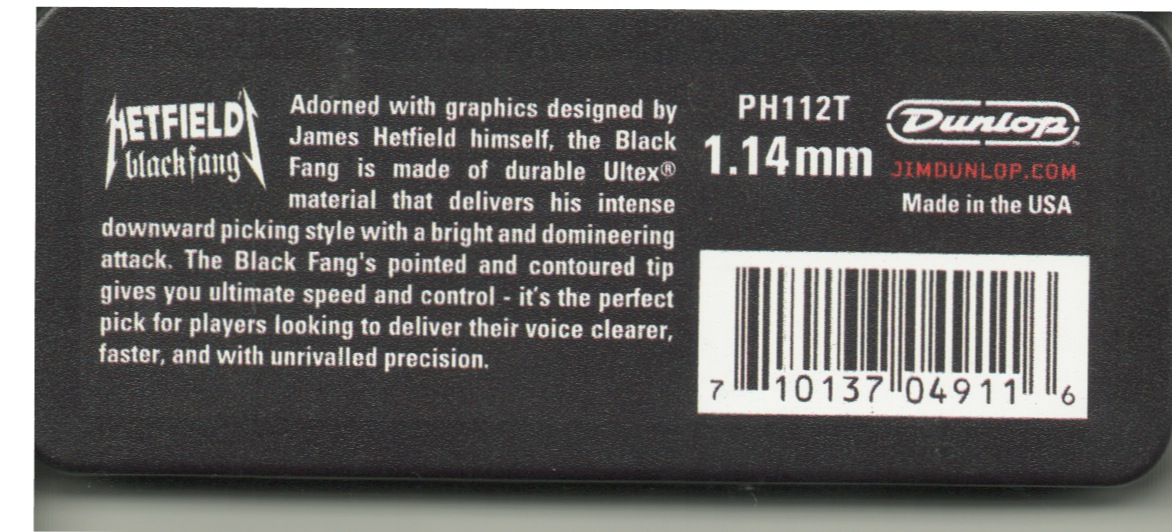 HETFIELD'S
blackfang
Adorned with graphics designed by
James Hetfield himself, the Black
Fang is made of durable Ultex®
material that delivers his intense
downward picking style with a bright and domineering
attack. The Black Fang's pointed and contoured tip
gives you ultimate speed and control - it's the perfect
pick for players looking to deliver their voice clearer,
faster, and with unrivalled precision.
PH112T
1.14mm
Dunlop
JIMDUNLOP.COM
Made in the USA
7 10137 04911 6